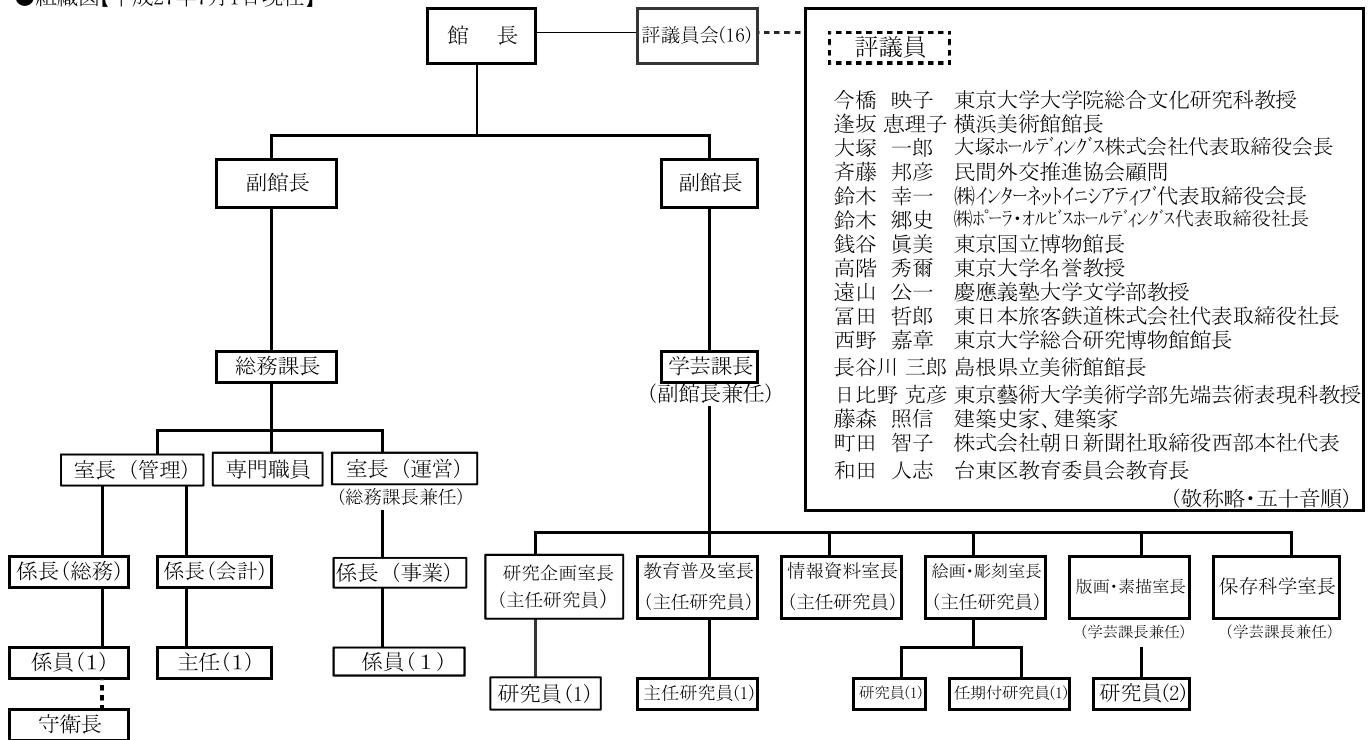 ●組織図【平成27年7月1日現在】
館　長
評議員会(16)
評議員
今橋　映子　東京大学大学院総合文化研究科教授
逢坂 恵理子 横浜美術館館長
大塚　一郎　大塚ホールディングス株式会社代表取締役会長
斉藤　邦彦　民間外交推進協会顧問
鈴木　幸一　㈱インターネットイニシアティブ代表取締役会長
鈴木　郷史　㈱ポーラ・オルビスホールディングス代表取締役社長
銭谷　眞美　東京国立博物館長
高階　秀爾　東京大学名誉教授
遠山　公一　慶應義塾大学文学部教授
冨田　哲郎　東日本旅客鉄道株式会社代表取締役社長
西野　嘉章　東京大学総合研究博物館館長
長谷川 三郎 島根県立美術館館長
日比野 克彦 東京藝術大学美術学部先端芸術表現科教授
藤森　照信　建築史家、建築家
町田　智子　株式会社朝日新聞社取締役西部本社代表
和田　人志　台東区教育委員会教育長
(敬称略・五十音順)
副館長
副館長
総務課長
学芸課長
(副館長兼任)
室長（管理）
専門職員
室長（運営）
(総務課長兼任)
係長(総務)
係長(会計)
係長（事業）
係員(1)
主任(1)
係員(1)
守衛長
研究企画室長
(主任研究員)
教育普及室長
(主任研究員)
情報資料室長
(主任研究員)
絵画・彫刻室長
(主任研究員)
版画・素描室長
(学芸課長兼任)
保存科学室長
(学芸課長兼任)
研究員(1)
主任研究員(1)
研究員(1)
任期付研究員(1)
研究員(2)